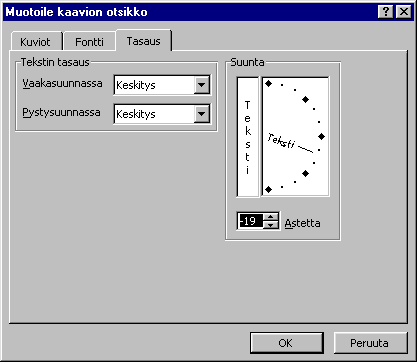 Muotoile kaavion otsikko
Kuviot Fontti Tasaus
Tekstin tasaus
Vaakasuunnassa Keskitys
Pystysuunnassa Keskitys
Suunta
T
e
k
s
t
i
Teksti
-19 Astetta
OK Peruuta